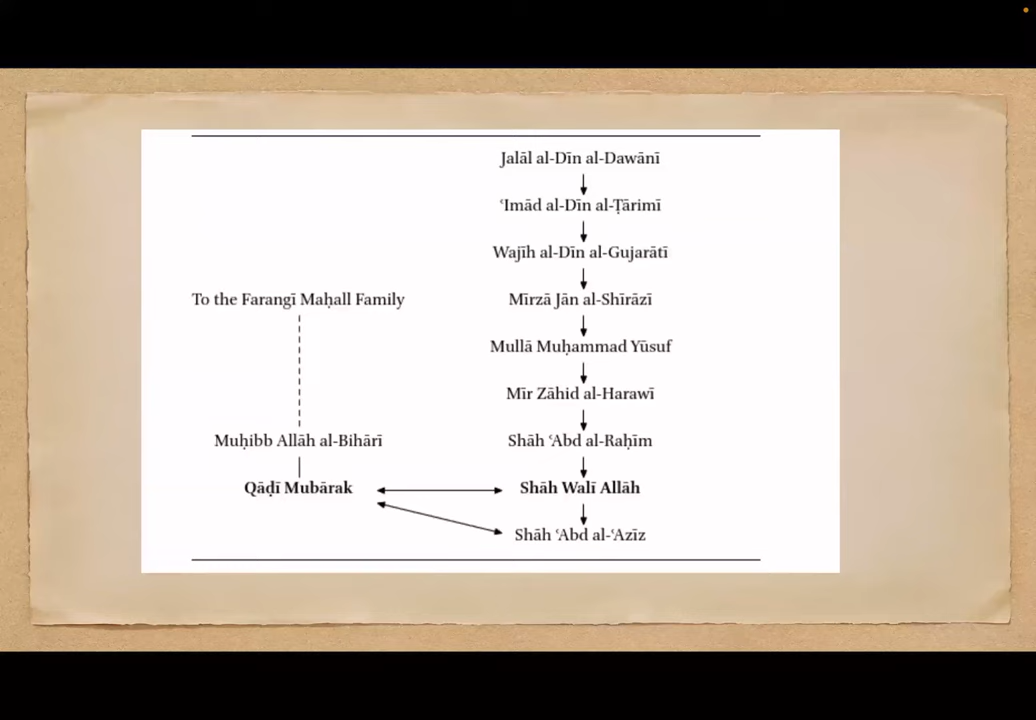 Jalāl al-Dīn al-Dawānī
ʿImād al-Dīn al-Ṭārimī
Wajīh al-Dīn al-Gujarātī
To the Farangī Maḥall Family
Mīrzā Jān al-Shīrāzī
Mullā Muḥammad Yūsuf
Mīr Zāhid al-Harawī
Muḥibb Allāh al-Bihārī
Shāh ʿAbd al-Raḥīm
Qāḍī Mubārak
Shāh Walī Allāh
Shāh ʿAbd al-ʿAzīz